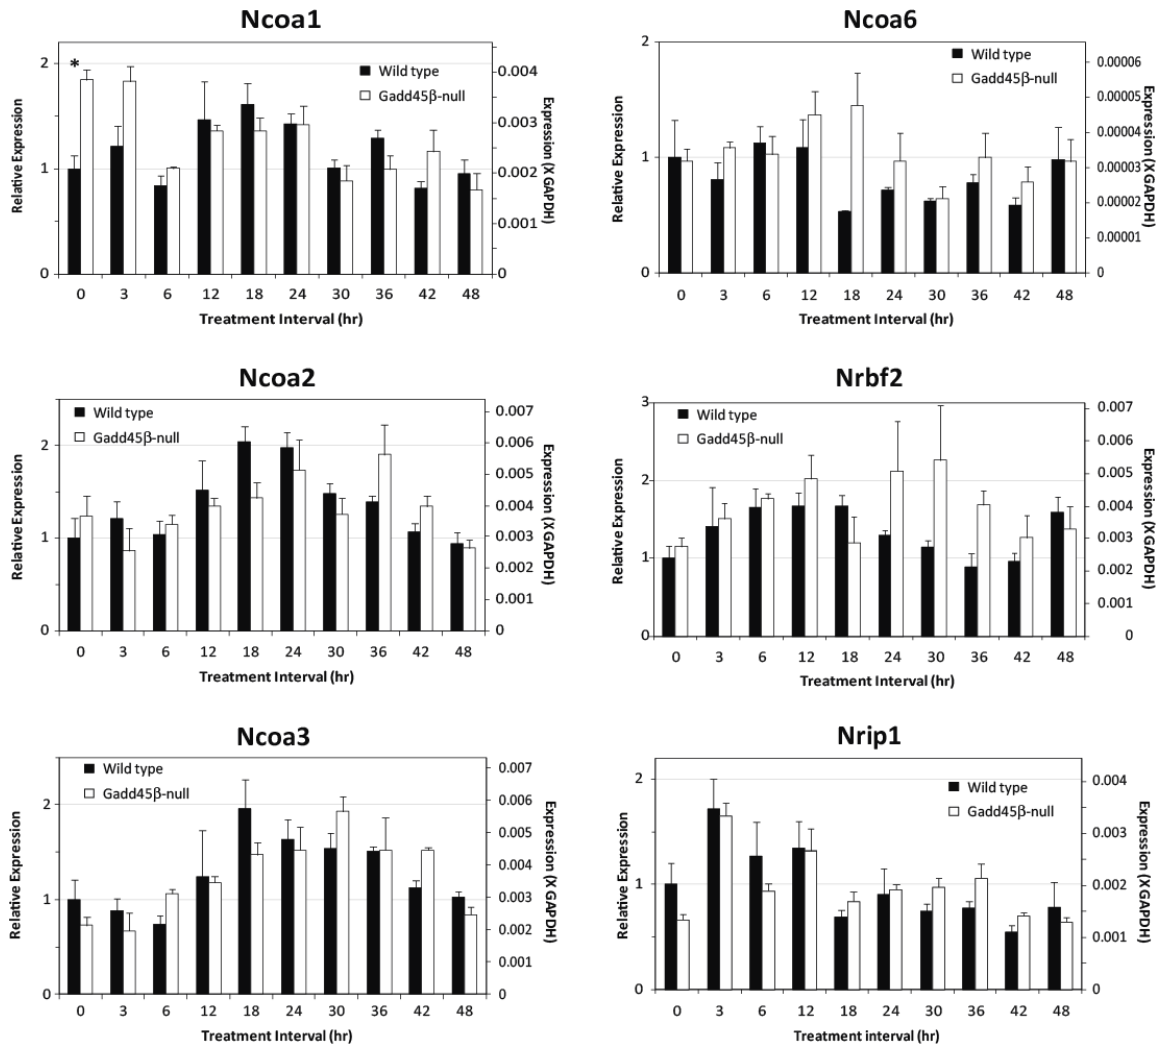 Ncoa1
2
1
0
Relative Expression
*
Wild type
Gadd45β-null
0.004
0.003
0.002
0.001
0
Expression (X GAPDH)
0 3 6 12 18 24 30 36 42 48
Treatment Interval (hr)
Ncoa6
2
1
0
Relative Expression
Wild type
Gadd45β-null
0.00006
0.00005
0.00004
0.00003
0.00002
0.00001
0
Expression (X GAPDH)
0 3 6 12 18 24 30 36 42 48
Treatment Interval (hr)
Ncoa2
2
1
0
Relative Expression
Wild type
Gadd45β-null
0.007
0.006
0.005
0.004
0.003
0.002
0.001
0
Expression (X GAPDH)
0 3 6 12 18 24 30 36 42 48
Treatment Interval (hr)
Nrbf2
3
2
1
0
Relative Expression
Wild type
Gadd45β-null
0.007
0.006
0.005
0.004
0.003
0.002
0.001
0
Expression (X GAPDH)
0 3 6 12 18 24 30 36 42 48
Treatment Interval (hr)
Ncoa3
2
1
0
Relative Expression
Wild type
Gadd45β-null
0.007
0.006
0.005
0.004
0.003
0.002
0.001
0
Expression (X GAPDH)
0 3 6 12 18 24 30 36 42 48
Treatment Interval (hr)
Nrip1
2
1
0
Relative Expression
Wild type
Gadd45β-null
0.004
0.003
0.002
0.001
0
Expression (X GAPDH)
0 3 6 12 18 24 30 36 42 48
Treatment interval (hr)